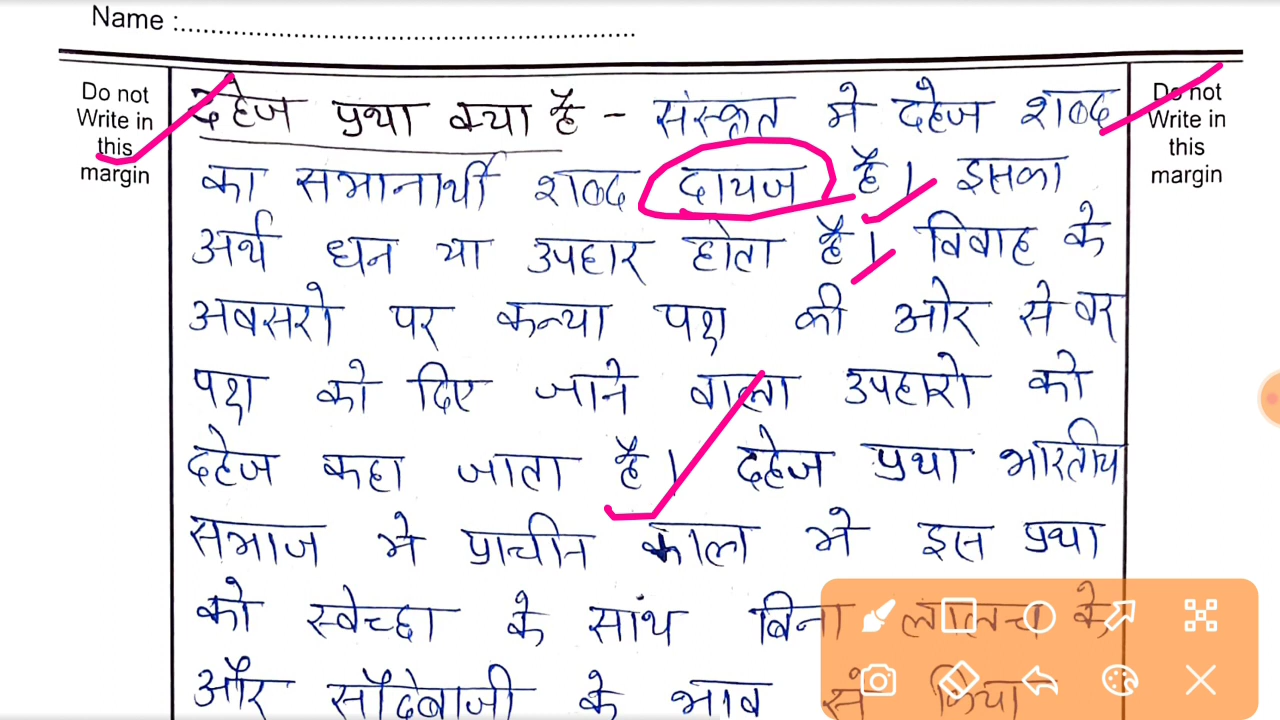 Name :............................................................
Do not
Write in
this
margin
दहेज प्रथा क्या है – संस्कृत मे दहेज शब्द
का समानार्थी शब्द दायज है। इसका
अर्थ धन या उपहार होता है। विवाह के
अबसरो पर कन्या पक्ष की ओर से वर
पक्ष को दिए जाने वाला उपहारो को
दहेज कहा जाता है। दहेज प्रथा भारतीय
समाज मे प्राचीन काल मे इस प्रथा
को स्वेच्छा के साथ बिना लालच के
और सौदेबाजी के भाव से किया
Do not
Write in
this
margin